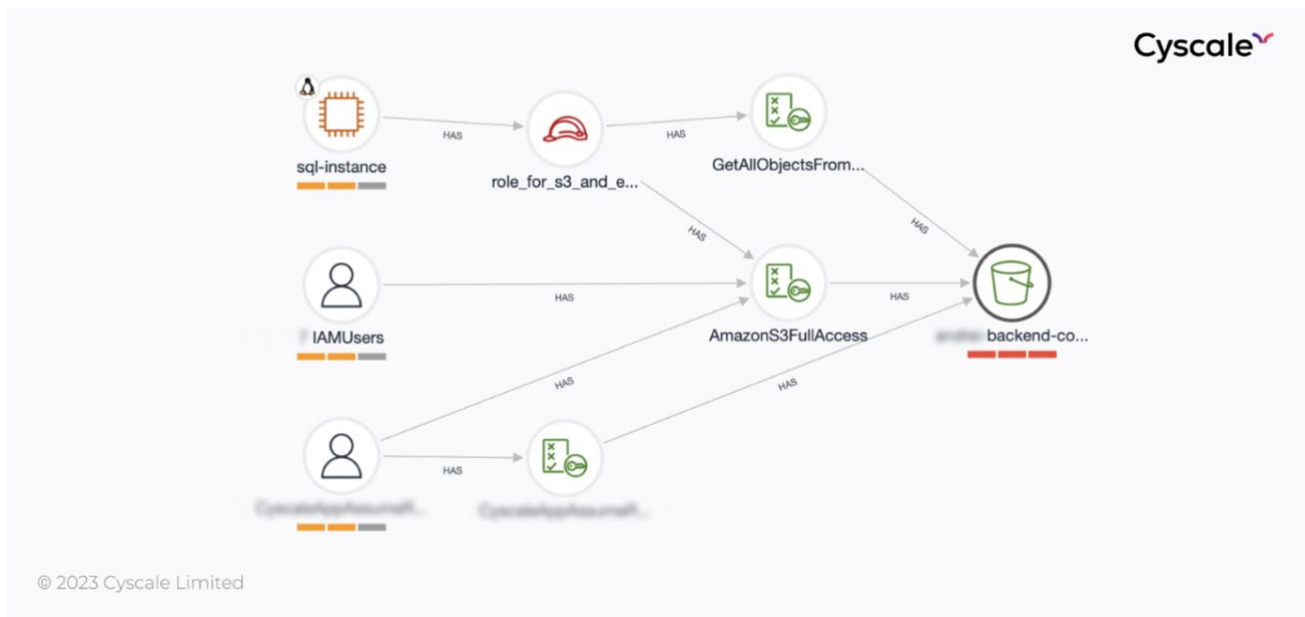 Cyscale
HAS
HAS
sql-instance
role_for_s3_and_e...
GetAllObjectsFrom...
HAS
HAS
HAS
HAS
IAMUsers
AmazonS3FullAccess
backend-co...
HAS
HAS
HAS
© 2023 Cyscale Limited